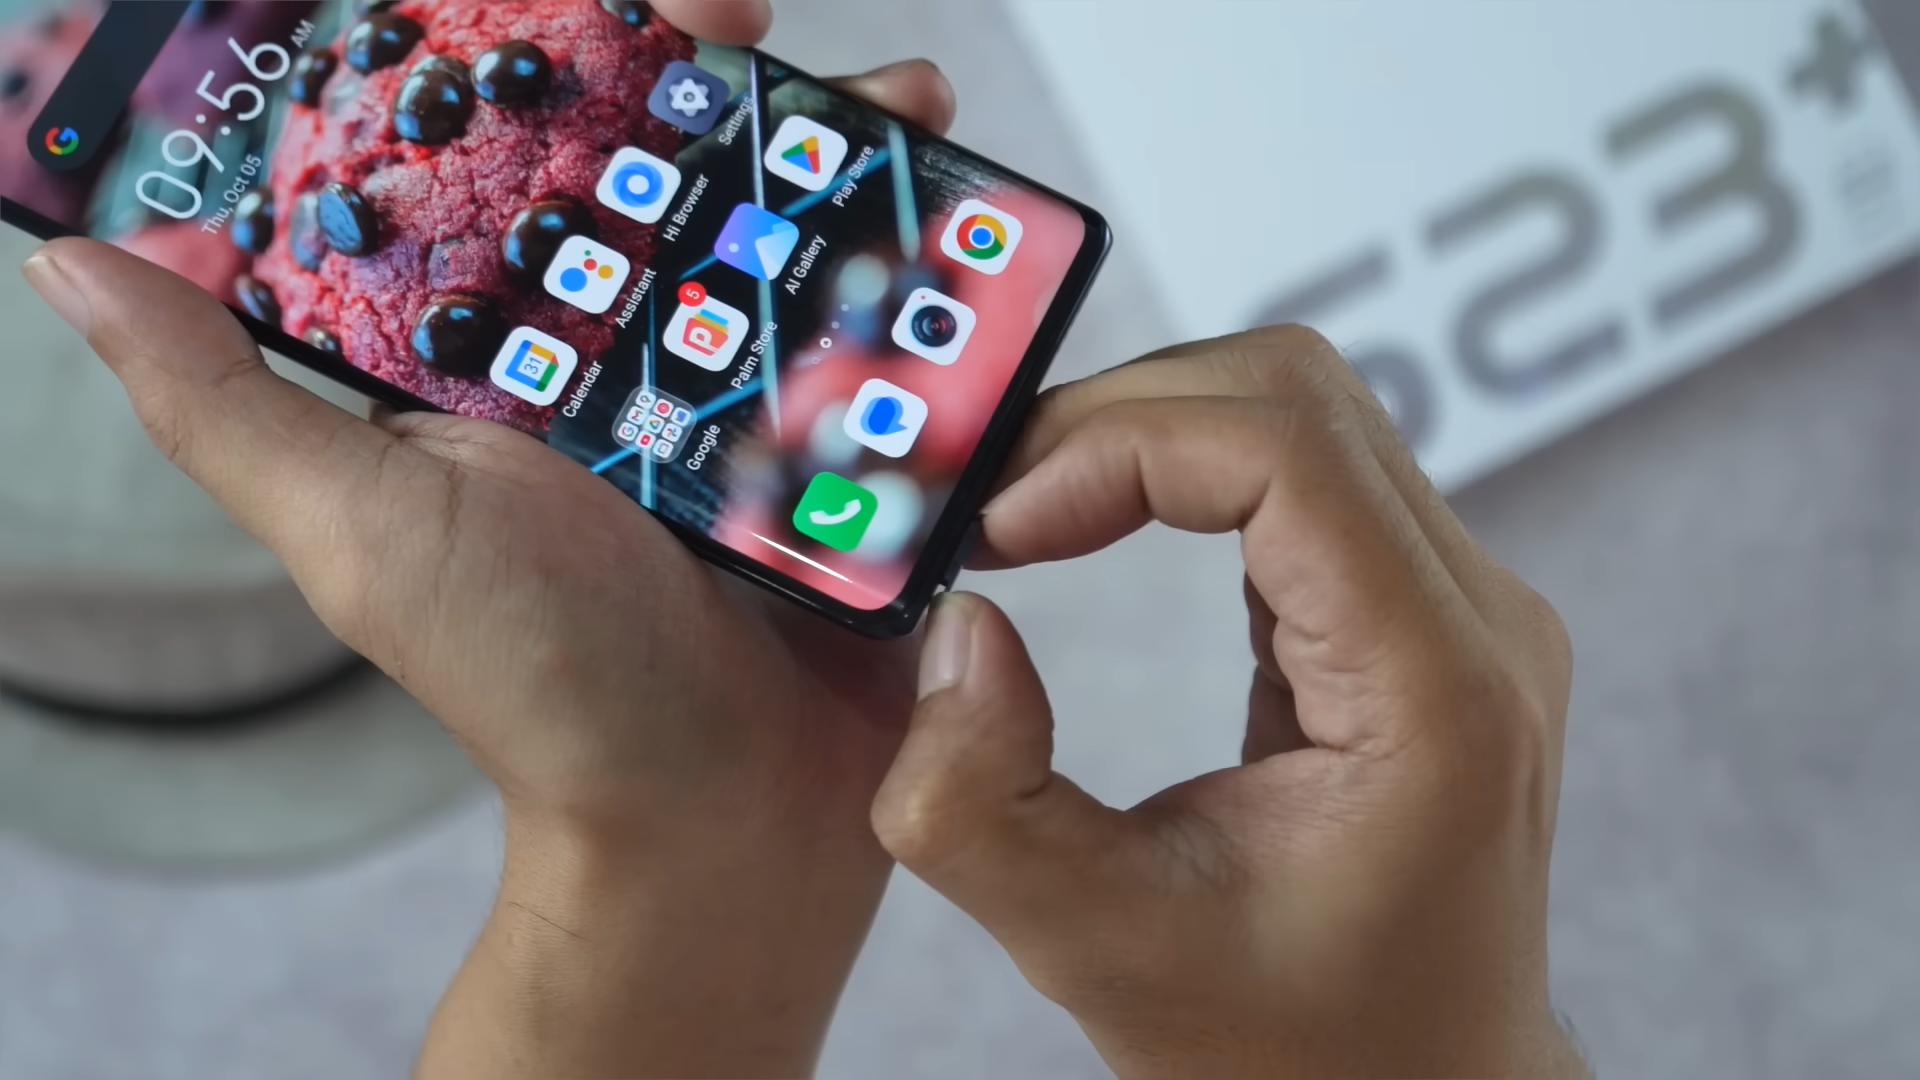 09:56 AM
Thu, Oct 05
Settings
Hi Browser
Play Store
Assistant
AI Gallery
31
Calendar
5
Palm Store
Google
S23+